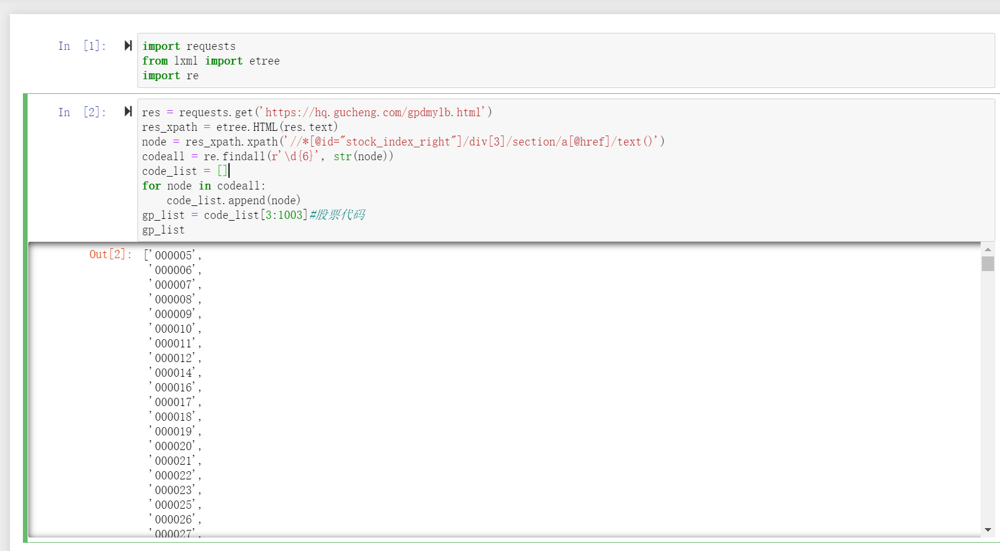 In [1]:
import requests
from lxml import etree
import re
In [2]:
res = requests.get('https://hq.gucheng.com/gpdmylb.html')
res_xpath = etree.HTML(res.text)
node = res_xpath.xpath('//*[@id="stock_index_right"]/div[3]/section/a[@href]/text()')
codeall = re.findall(r'\d{6}', str(node))
code_list = []
for node in codeall:
    code_list.append(node)
gp_list = code_list[3:1003]#股票代码
gp_list
Out[2]:
['000005',
 '000006',
 '000007',
 '000008',
 '000009',
 '000010',
 '000011',
 '000012',
 '000014',
 '000016',
 '000017',
 '000018',
 '000019',
 '000020',
 '000021',
 '000022',
 '000023',
 '000025',
 '000026',
 '000027',